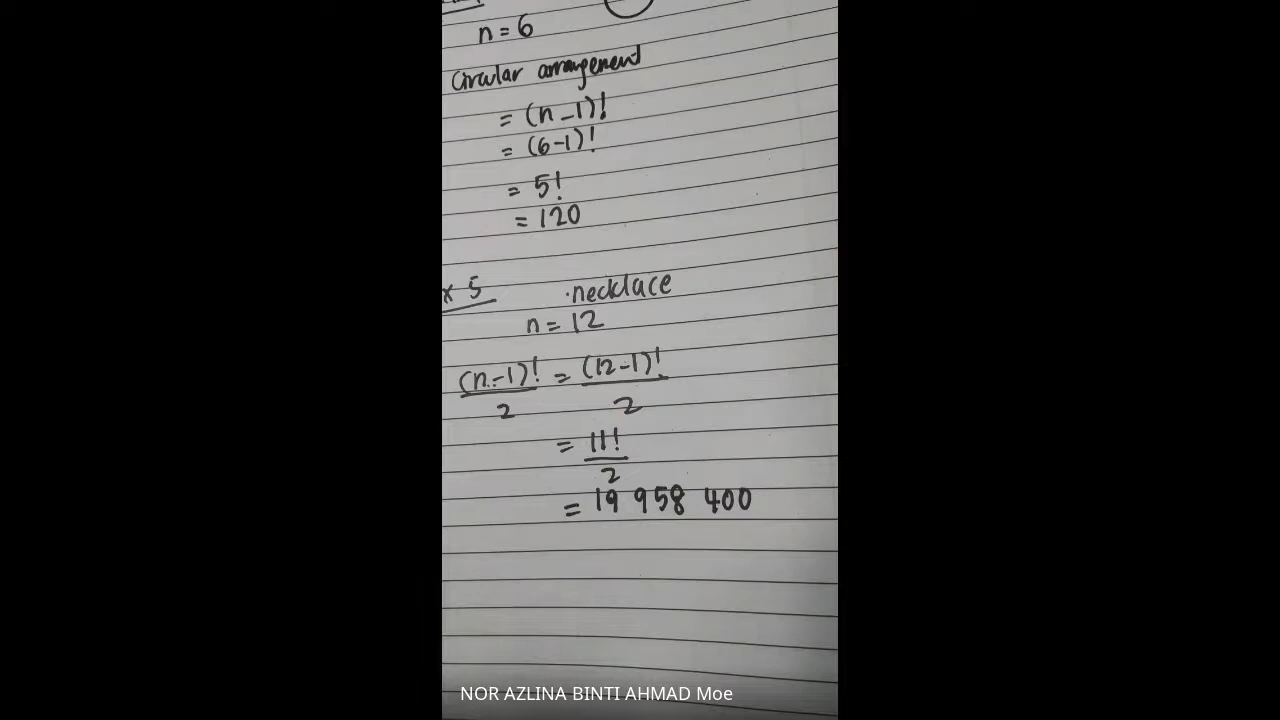 n = 6
Circular arrangement
= (n - 1)!
= (6-1)!
= 5!
= 120
x 5
necklace
n = 12
(n-1)!/2 = (12-1)!/2
= 11!/2
= 19 958 400
NOR AZLINA BINTI AHMAD Moe